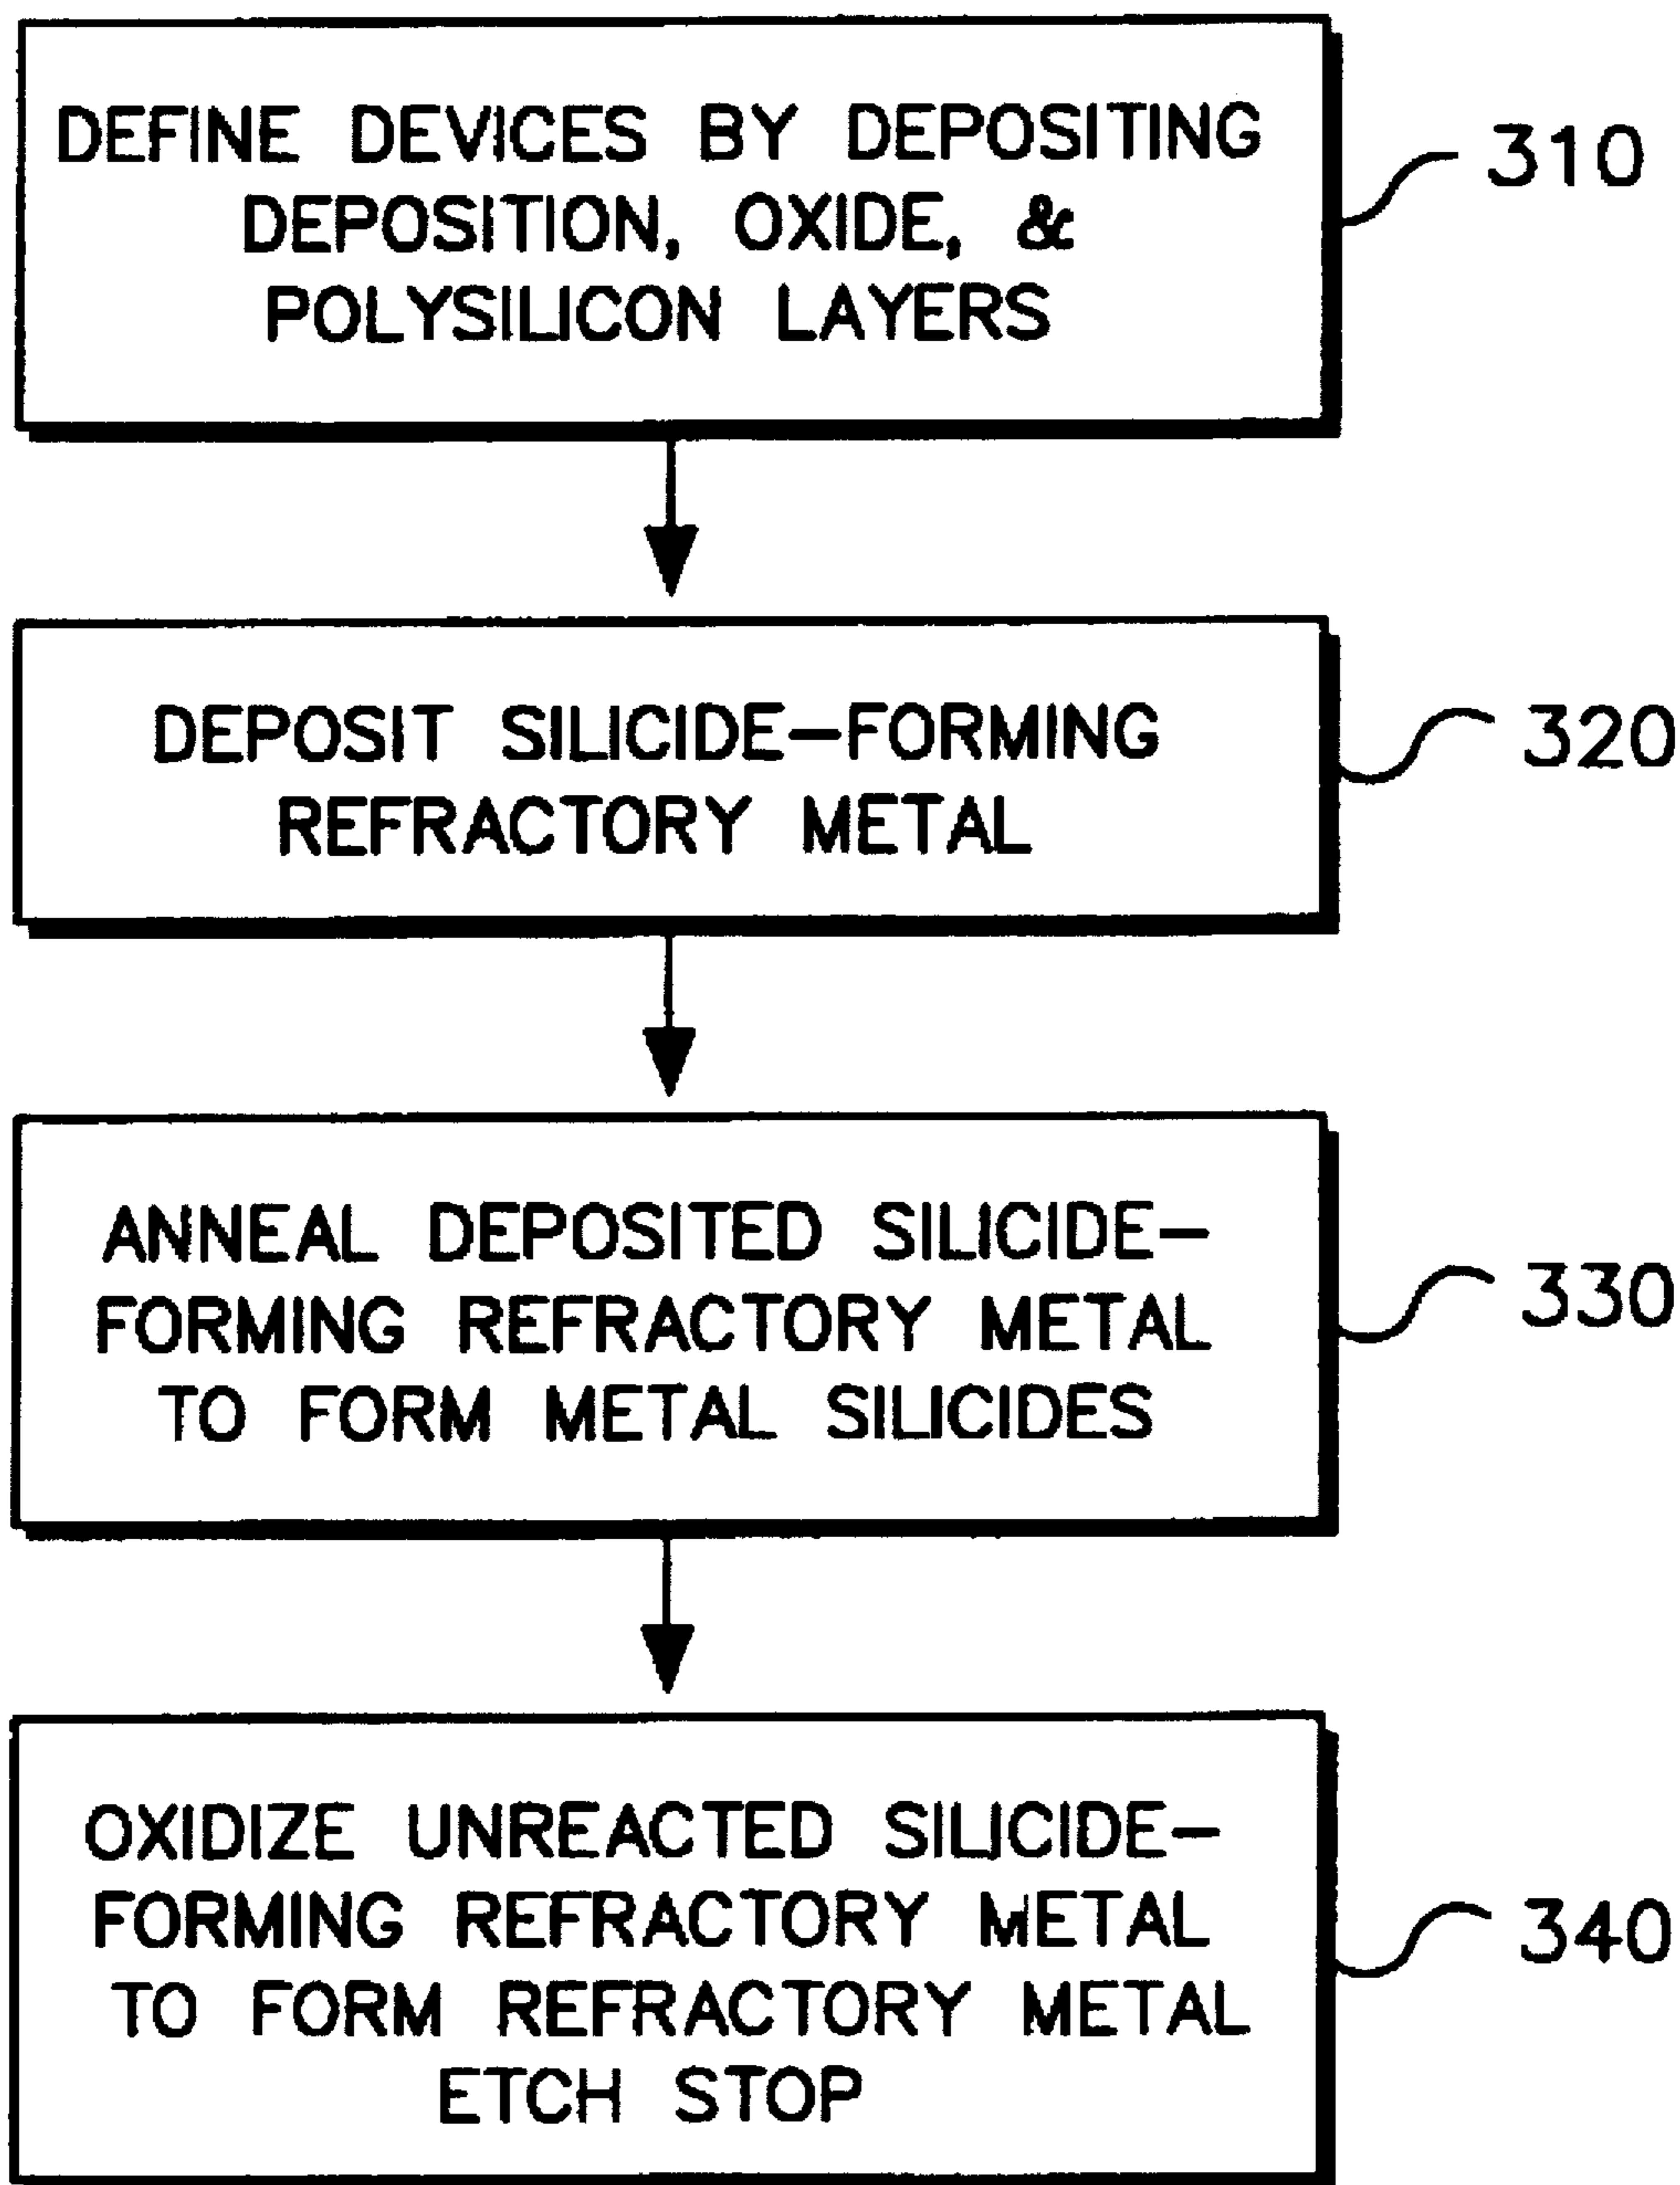 DEFINE DEVICES BY DEPOSITING
DEPOSITION, OXIDE, &
POLYSILICON LAYERS
310
DEPOSIT SILICIDE-FORMING
REFRACTORY METAL
320
ANNEAL DEPOSITED SILICIDE-
FORMING REFRACTORY METAL
TO FORM METAL SILICIDES
330
OXIDIZE UNREACTED SILICIDE-
FORMING REFRACTORY METAL
TO FORM REFRACTORY METAL
ETCH STOP
340